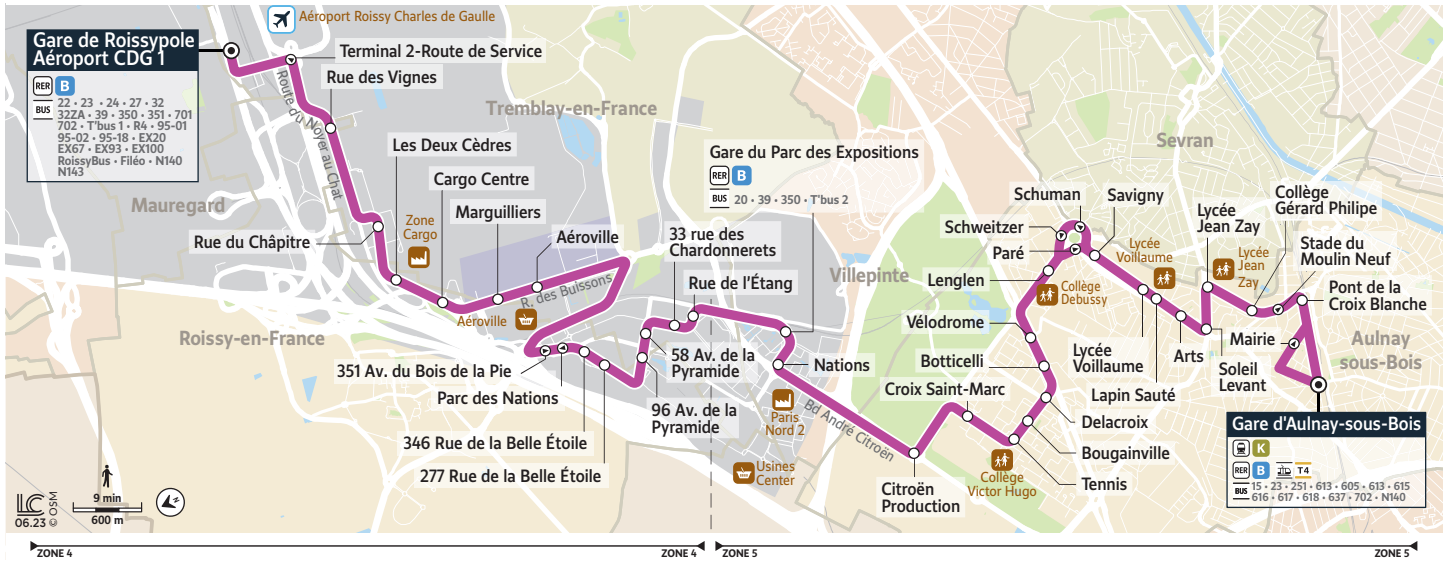 Aéroport Roissy Charles de Gaulle
Gare de Roissypole
Aéroport CDG 1
RER B
BUS
22 • 23 • 24 • 27 • 32
32ZA • 39 • 350 • 351 • 701
702 • T'bus 1 • R4 • 95-01
95-02 • 95-18 • EX20
EX67 • EX93 • EX100
RoissyBus • Filéo • N140
N143
Terminal 2-Route de Service
Rue des Vignes
Route du Noyer au Chat
Tremblay-en-France
Les Deux Cèdres
Cargo Centre
Marguilliers
Mauregard
Zone
Cargo
Rue du Châpitre
Aéroville
R. des Buissons
Aéroville
Roissy-en-France
33 rue des
Chardonnerets
Rue de l'Étang
Gare du Parc des Expositions
RER B
BUS 20 • 39 • 350 • T'bus 2
351 Av. du Bois de la Pie
Parc des Nations
346 Rue de la Belle Étoile
277 Rue de la Belle Étoile
58 Av. de la
Pyramide
96 Av. de la
Pyramide
Nations
Paris
Nord 2
Usines
Center
Bd André Citroën
Villepinte
Citroën
Production
Croix Saint-Marc
Collège
Victor Hugo
Tennis
Bougainville
Delacroix
Botticelli
Vélodrome
Collège
Debussy
Lenglen
Paré
Schweitzer
Schuman
Savigny
Sevran
Lycée
Voillaume
Lycée
Voillaume
Lapin Sauté
Arts
Soleil
Levant
Lycée
Jean Zay
Lycée
Jean
Zay
Collège
Gérard Philipe
Stade du
Moulin Neuf
Pont de la
Croix Blanche
Mairie
Aulnay
sous-Bois
Gare d'Aulnay-sous-Bois
K
RER B T4
BUS
15 • 23 • 251 • 613 • 605 • 613 • 615
616 • 617 • 618 • 637 • 702 • N140
LC
06.23 © OSM
9 min
600 m
ZONE 4
ZONE 4
ZONE 5
ZONE 5